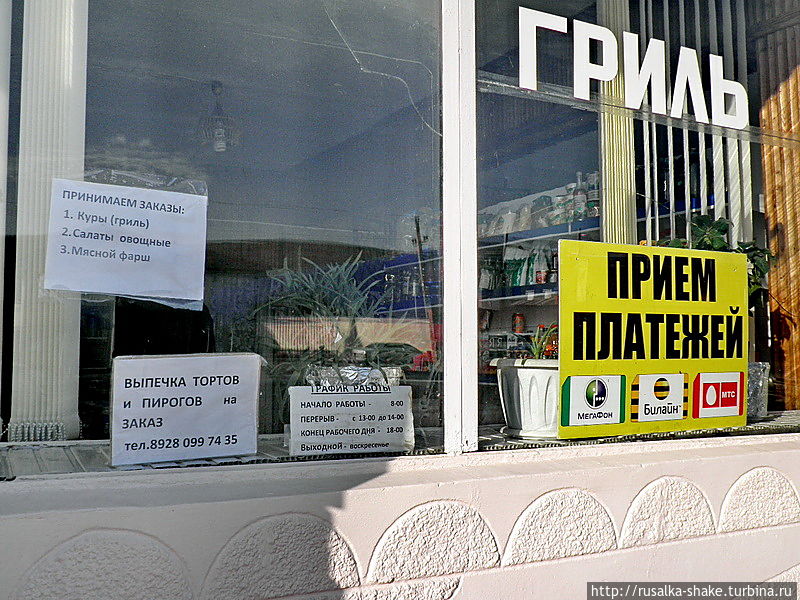 ГРИЛЬ
ПРИНИМАЕМ ЗАКАЗЫ:
1. Куры (гриль)
2.Салаты овощные
3.Мясной фарш
ВЫПЕЧКА ТОРТОВ
и ПИРОГОВ на
ЗАКАЗ
тел.8928 099 74 35
ГРАФИК РАБОТЫ
НАЧАЛО РАБОТЫ - 8-00
ПЕРЕРЫВ - с 13-00 до 14-00
КОНЕЦ РАБОЧЕГО ДНЯ - 18-00
Выходной - воскресенье
ПРИЕМ
ПЛАТЕЖЕЙ
МЕГАФОН
Билайн
МТС
http://rusalka-shake.turbina.ru